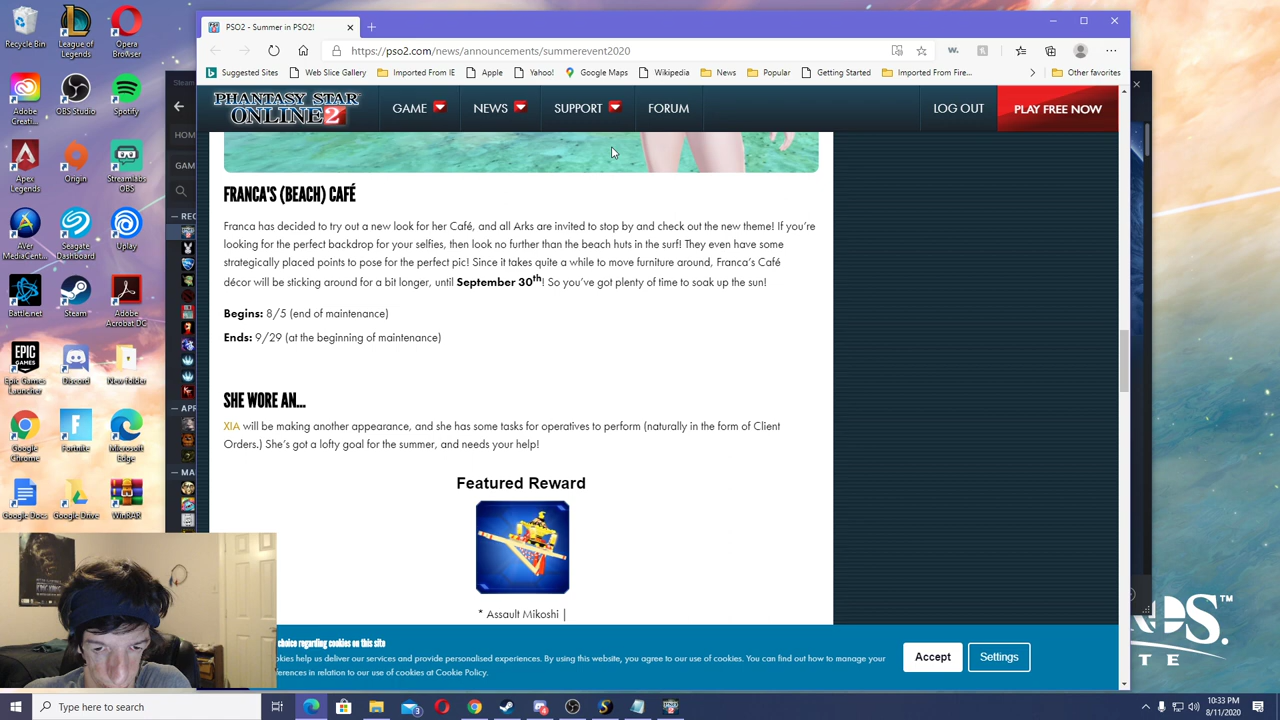 Recycle Bin
League of Legends
Opera Browser
Adobe Creati...
OBS Studio
Spotify
Apex Legends
Origin
Streamlabs OBS
AVer MediaCent...
Seagate Dashboard
Uplay
Battle.net
Steam
Adobe Acrobat DC
Epic Games Launcher
Discord
New folder
Google Chrome
Fortnite
Microsoft Edge
Google Docs
Google Drive
WinRAR
Steam
HOM
GAM
REC
APR
MA
PSO2 - Summer in PSO2!
https://pso2.com/news/announcements/summerevent2020
Suggested Sites
Web Slice Gallery
Imported From IE
Apple
Yahoo!
Google Maps
Wikipedia
News
Popular
Getting Started
Imported From Fire...
Other favorites
PHANTASY STAR ONLINE 2
GAME
NEWS
SUPPORT
FORUM
LOG OUT
PLAY FREE NOW
FRANCA'S (BEACH) CAFÉ
Franca has decided to try out a new look for her Café, and all Arks are invited to stop by and check out the new theme! If you're
looking for the perfect backdrop for your selfies, then look no further than the beach huts in the surf! They even have some
strategically placed points to pose for the perfect pic! Since it takes quite a while to move furniture around, Franca's Café
décor will be sticking around for a bit longer, until September 30th! So you've got plenty of time to soak up the sun!
Begins: 8/5 (end of maintenance)
Ends: 9/29 (at the beginning of maintenance)
SHE WORE AN...
XIA will be making another appearance, and she has some tasks for operatives to perform (naturally in the form of Client
Orders.) She's got a lofty goal for the summer, and needs your help!
Featured Reward
* Assault Mikoshi |
choice regarding cookies on this site
okies help us deliver our services and provide personalised experiences. By using this website, you agree to our use of cookies. You can find out how to manage your
ferences in relation to our use of cookies at Cookie Policy.
Accept
Settings
Type here to search
10:33 PM
8/11/2020